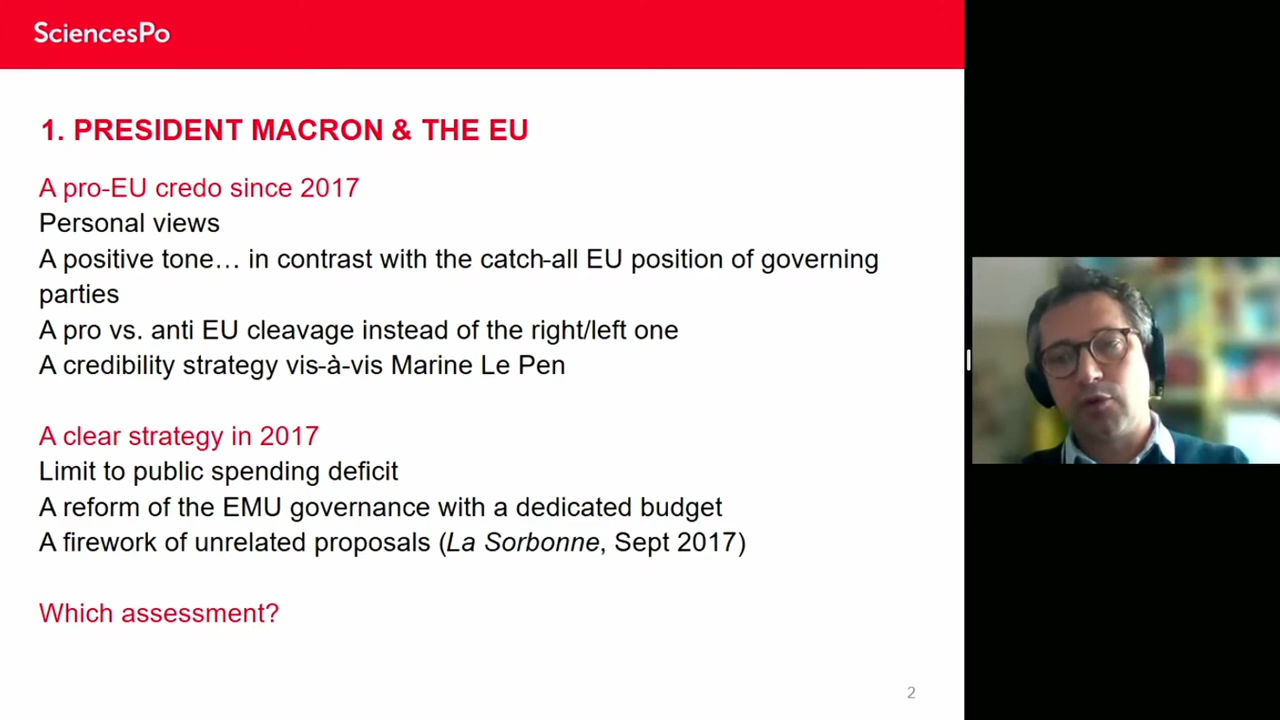 SciencesPo
1. PRESIDENT MACRON & THE EU
A pro-EU credo since 2017
Personal views
A positive tone… in contrast with the catch-all EU position of governing
parties
A pro vs. anti EU cleavage instead of the right/left one
A credibility strategy vis-à-vis Marine Le Pen
A clear strategy in 2017
Limit to public spending deficit
A reform of the EMU governance with a dedicated budget
A firework of unrelated proposals (La Sorbonne, Sept 2017)
Which assessment?
2